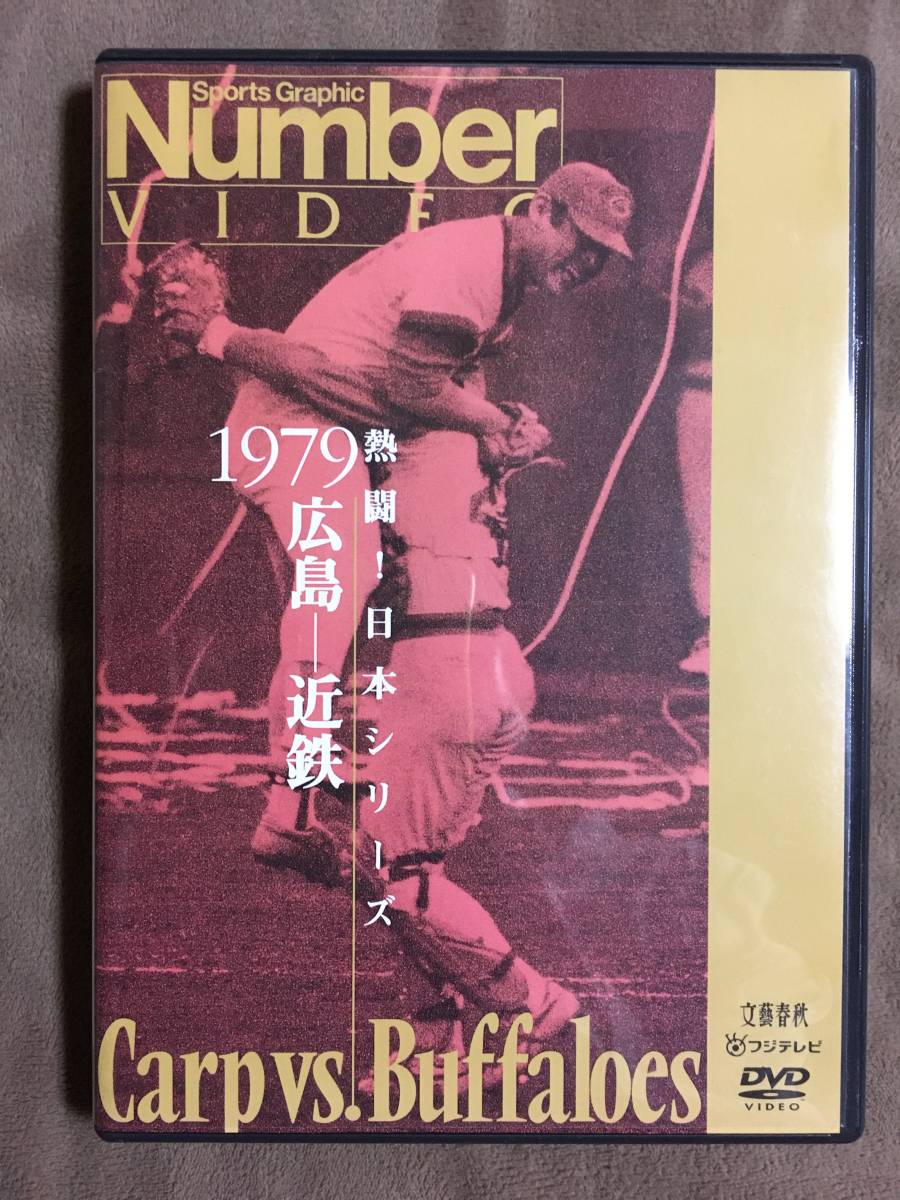 Sports Graphic
Number
VIDEO
熱闘!日本シリーズ
1979
広島―近鉄
Carp vs. Buffaloes
文藝春秋
フジテレビ
DVD
VIDEO